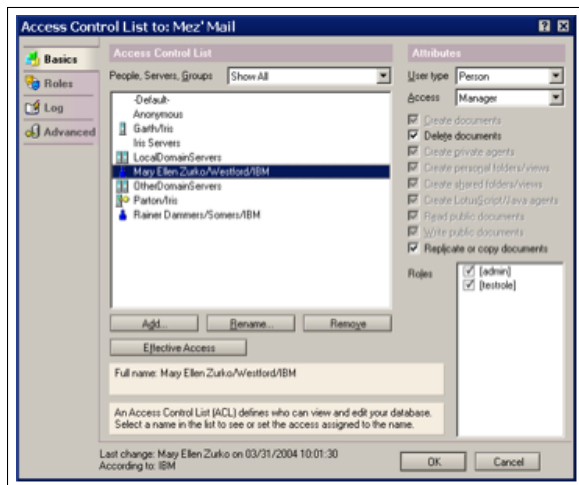 Access Control List to: Mez' Mail
Basics
Roles
Log
Advanced
Access Control List
People, Servers, Groups
Show All
-Default-
Anonymous
Garth/Iris
Iris Servers
LocalDomainServers
Mary Ellen Zurko/Westford/IBM
OtherDomainServers
Parton/Iris
Rainer Dammers/Somers/IBM
Add...
Rename...
Remove
Effective Access
Full name: Mary Ellen Zurko/Westford/IBM
An Access Control List (ACL) defines who can view and edit your database.
Select a name in the list to see or set the access assigned to the name.
Attributes
User type
Person
Access
Manager
Create documents
Delete documents
Create private agents
Create personal folders/views
Create shared folders/views
Create LotusScript/Java agents
Read public documents
Write public documents
Replicate or copy documents
Roles
[admin]
[testrole]
Last change: Mary Ellen Zurko on 03/31/2004 10:01:30
According to: IBM
OK
Cancel